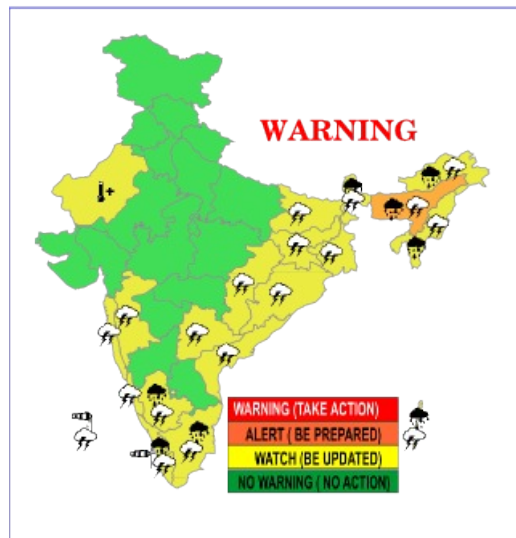 WARNING
WARNING (TAKE ACTION)
ALERT ( BE PREPARED)
WATCH (BE UPDATED)
NO WARNING ( NO ACTION)